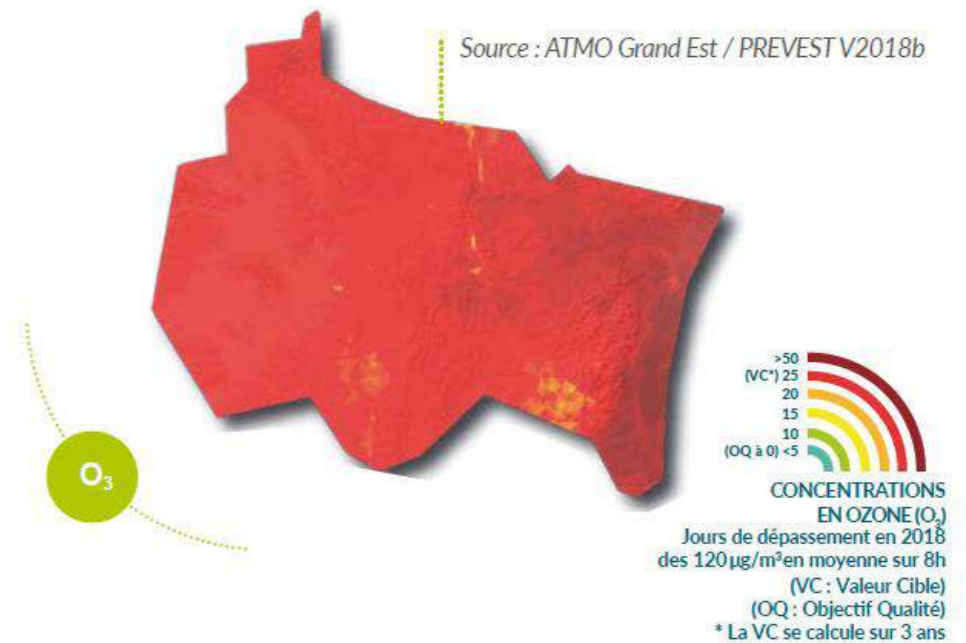 Source : ATMO Grand Est / PREVEST V2018b
>50
(VC*) 25
20
15
10
(OQ à 0) <5
O₃
CONCENTRATIONS
EN OZONE (O₃)
Jours de dépassement en 2018
des 120 µg/m³en moyenne sur 8h
(VC : Valeur Cible)
(OQ : Objectif Qualité)
* La VC se calcule sur 3 ans